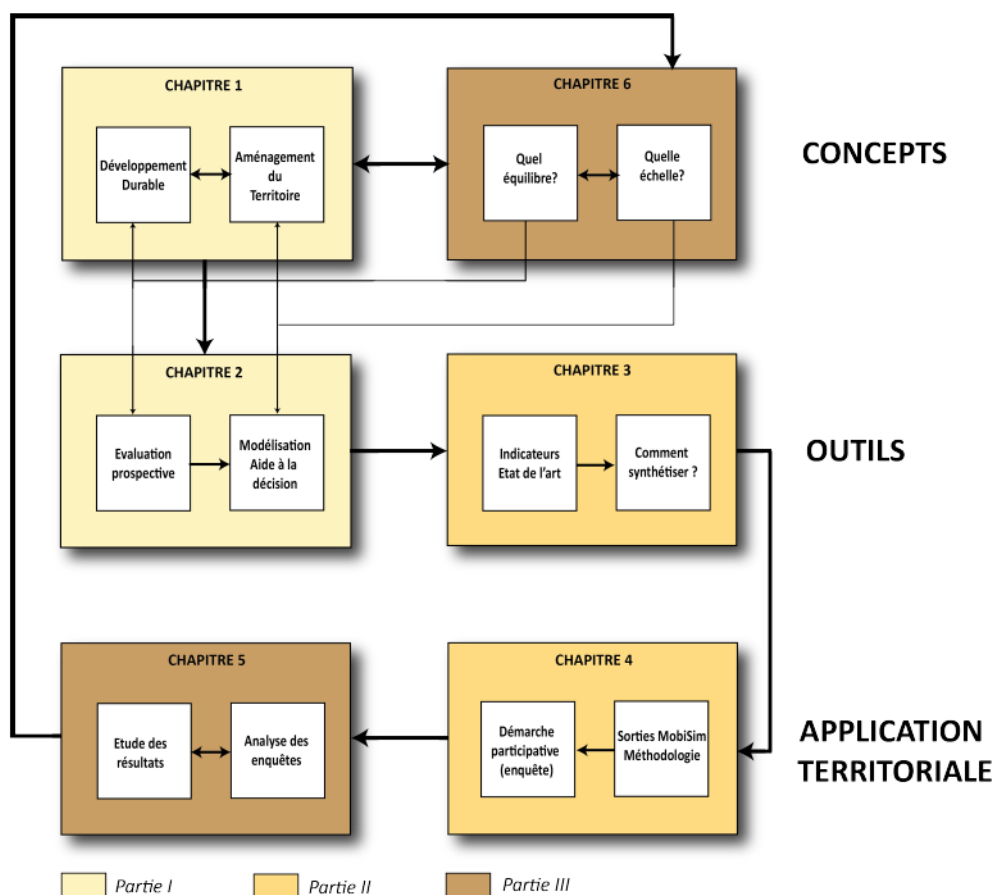 CHAPITRE 1
Développement
Durable
Aménagement
du
Territoire
CHAPITRE 6
Quel
équilibre?
Quelle
échelle?
CONCEPTS
CHAPITRE 2
Evaluation
prospective
Modélisation
Aide à la
décision
CHAPITRE 3
Indicateurs
Etat de l'art
Comment
synthétiser ?
OUTILS
CHAPITRE 5
Etude des
résultats
Analyse des
enquêtes
CHAPITRE 4
Démarche
participative
(enquête)
Sorties MobiSim
Méthodologie
APPLICATION
TERRITORIALE
Partie I
Partie II
Partie III